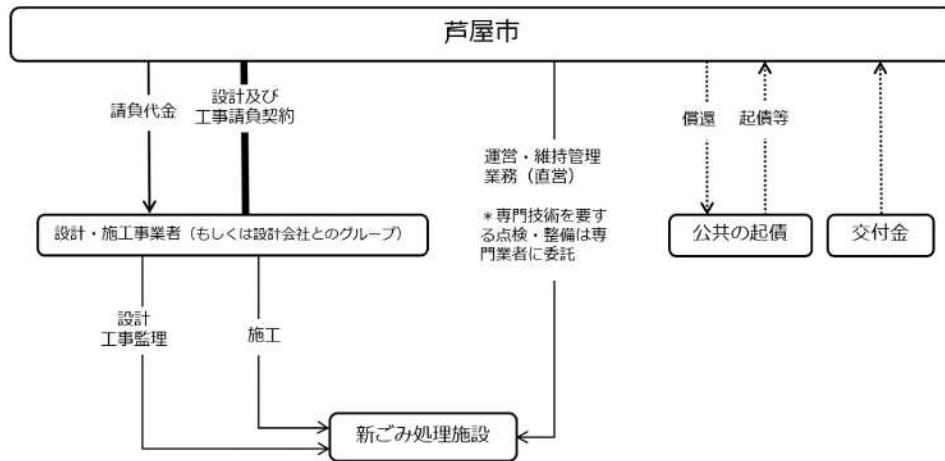 芦屋市
請負代金
設計及び
工事請負契約
償還
起債等
運営・維持管理
業務（直営）
＊専門技術を要す
る点検・整備は専
門業者に委託
設計・施工事業者（もしくは設計会社とのグループ）
公共の起債
交付金
設計
工事監理
施工
新ごみ処理施設